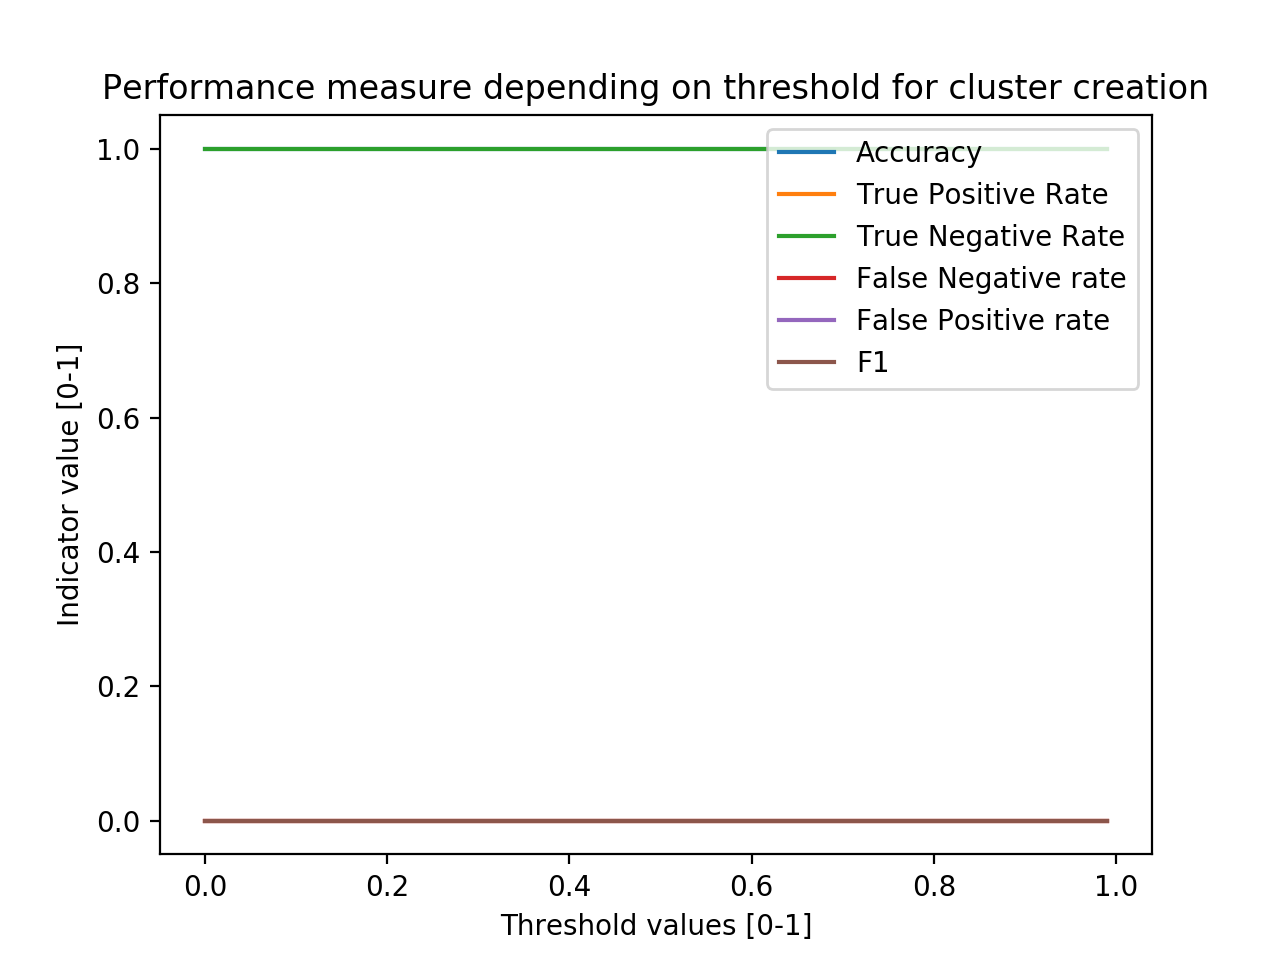 Performance measure depending on threshold for cluster creation
1.0
0.8
0.6
0.4
0.2
0.0
Indicator value [0-1]
Accuracy
True Positive Rate
True Negative Rate
False Negative rate
False Positive rate
F1
0.0 0.2 0.4 0.6 0.8 1.0
Threshold values [0-1]